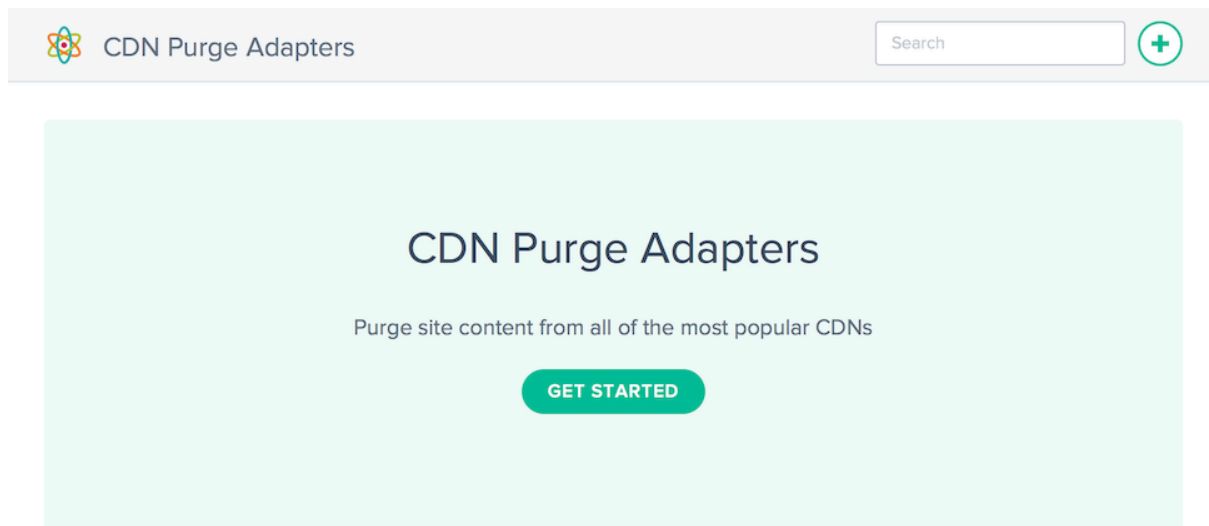 CDN Purge Adapters
Search
CDN Purge Adapters
Purge site content from all of the most popular CDNs
GET STARTED